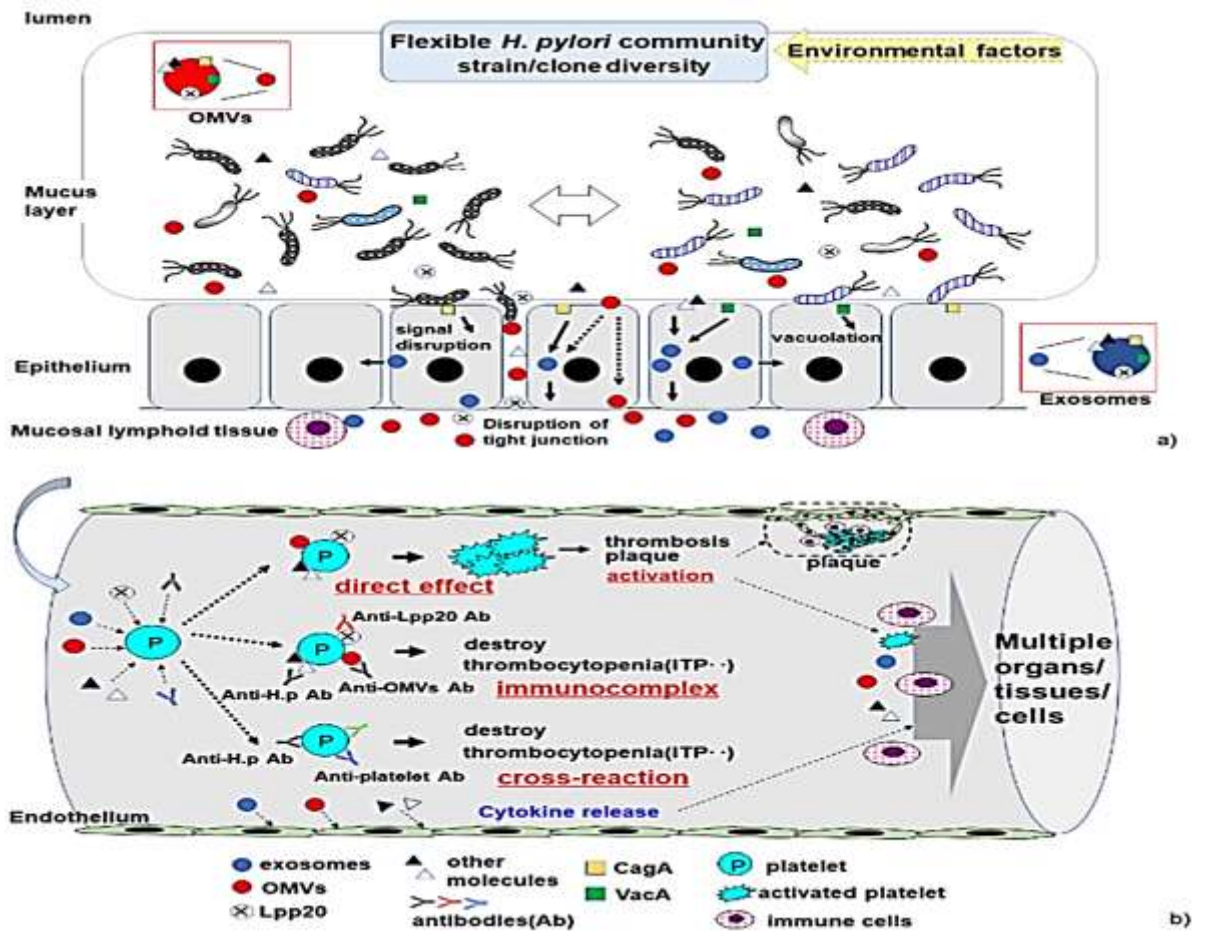 lumen
Flexible H. pylori community
strain/clone diversity
Environmental factors
OMVs
Mucus
layer
signal
disruption
vacuolation
Epithelium
Exosomes
Mucosal lymphoid tissue
Disruption of
tight junction
a)
P
direct effect
thrombosis
plaque
activation
plaque
P
Anti-Lpp20 Ab
P
Anti-H.p Ab
Anti-OMVs Ab
destroy
thrombocytopenia(ITP··)
immunocomplex
Multiple
organs/
tissues/
cells
Anti-H.p Ab
P
Anti-platelet Ab
destroy
thrombocytopenia(ITP··)
cross-reaction
Cytokine release
Endothelium
exosomes
OMVs
Lpp20
other
molecules
antibodies(Ab)
CagA
VacA
P
platelet
activated platelet
immune cells
b)